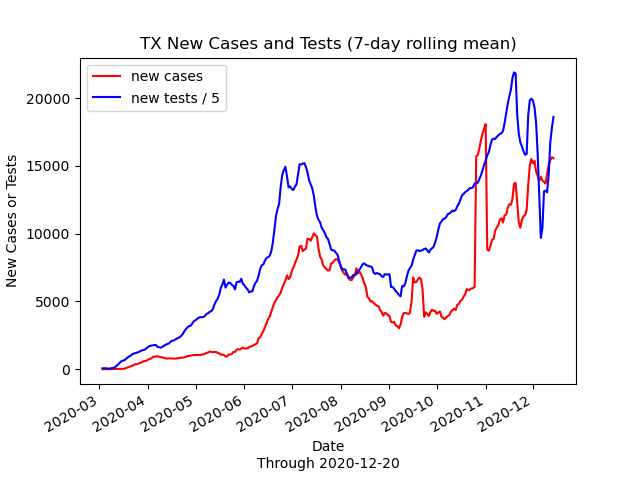 TX New Cases and Tests (7-day rolling mean)
new cases
new tests / 5
New Cases or Tests
20000
15000
10000
5000
0
2020-03
2020-04
2020-05
2020-06
2020-07
2020-08
2020-09
2020-10
2020-11
2020-12
Date
Through 2020-12-20